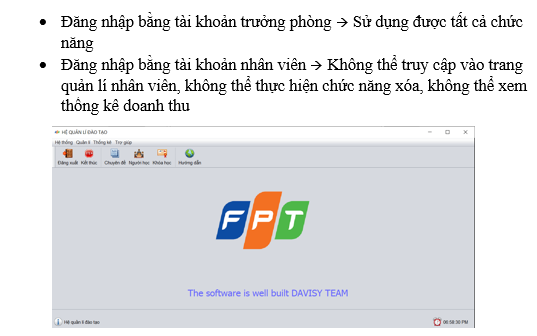 Đăng nhập bằng tài khoản trưởng phòng → Sử dụng được tất cả chức
năng
Đăng nhập bằng tài khoản nhân viên → Không thể truy cập vào trang
quản lí nhân viên, không thể thực hiện chức năng xóa, không thể xem
thống kê doanh thu
HỆ QUẢN LÍ ĐÀO TẠO
Hệ thống Quản lí Thống kê Trợ giúp
Đăng xuất Kết thúc Chuyên đề Người học Khóa học Hướng dẫn
FPT
The software is well built DAVISY TEAM
Hệ quản lí đào tạo 06:58:30 PM